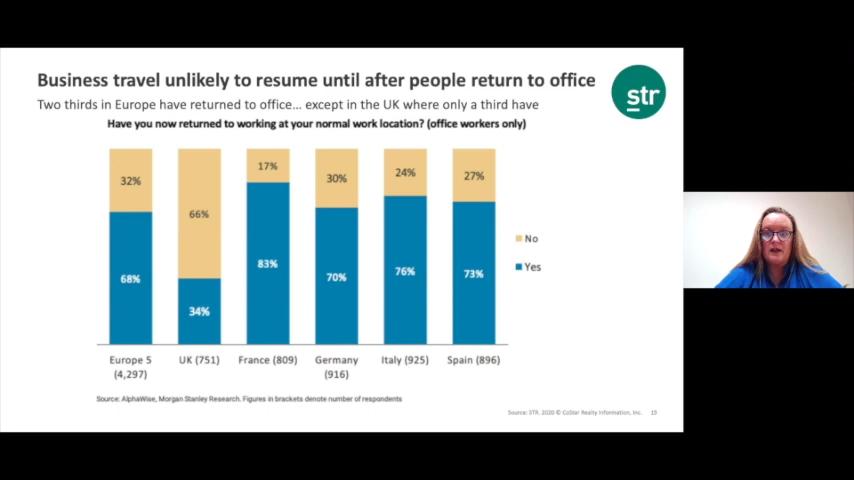 Business travel unlikely to resume until after people return to office
Two thirds in Europe have returned to office... except in the UK where only a third have
str
Have you now returned to working at your normal work location? (office workers only)
32%
66%
17%
30%
24%
27%
68%
34%
83%
70%
76%
73%
No
Yes
Europe 5 (4,297)
UK (751)
France (809)
Germany (916)
Italy (925)
Spain (896)
Source: AlphaWise, Morgan Stanley Research. Figures in brackets denote number of respondents
Source: STR. 2020 © CoStar Realty Information, Inc.